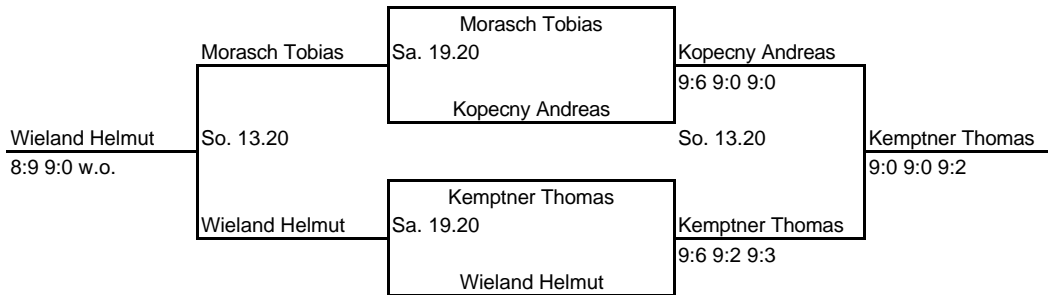 Morasch Tobias
Morasch Tobias Sa. 19.20 Kopecny Andreas
9:6 9:0 9:0
Kopecny Andreas
Wieland Helmut So. 13.20 So. 13.20 Kemptner Thomas
8:9 9:0 w.o. 9:0 9:0 9:2
Kemptner Thomas
Wieland Helmut Sa. 19.20 Kemptner Thomas
9:6 9:2 9:3
Wieland Helmut